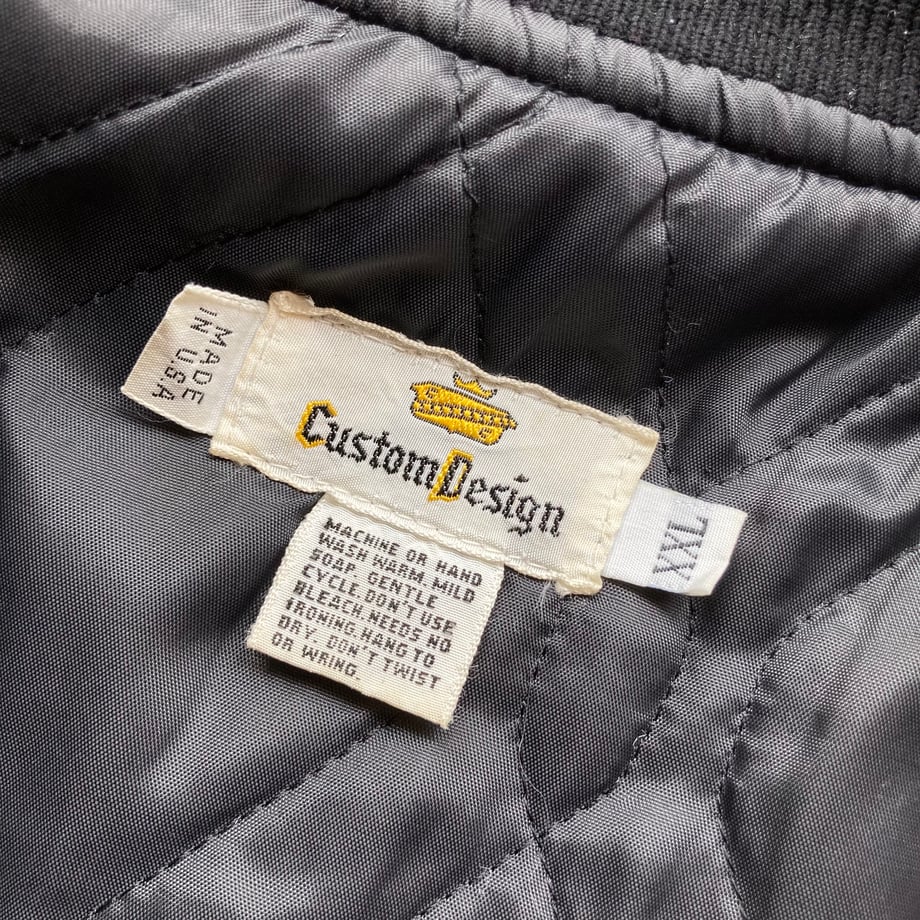 MADE
IN U.S.A
Custom Design
XXL
MACHINE OR HAND
WASH WARM, MILD
SOAP. GENTLE
CYCLE. DON'T USE
BLEACH. NEEDS NO
IRONING. HANG TO
DRY. DON'T TWIST
OR WRING.